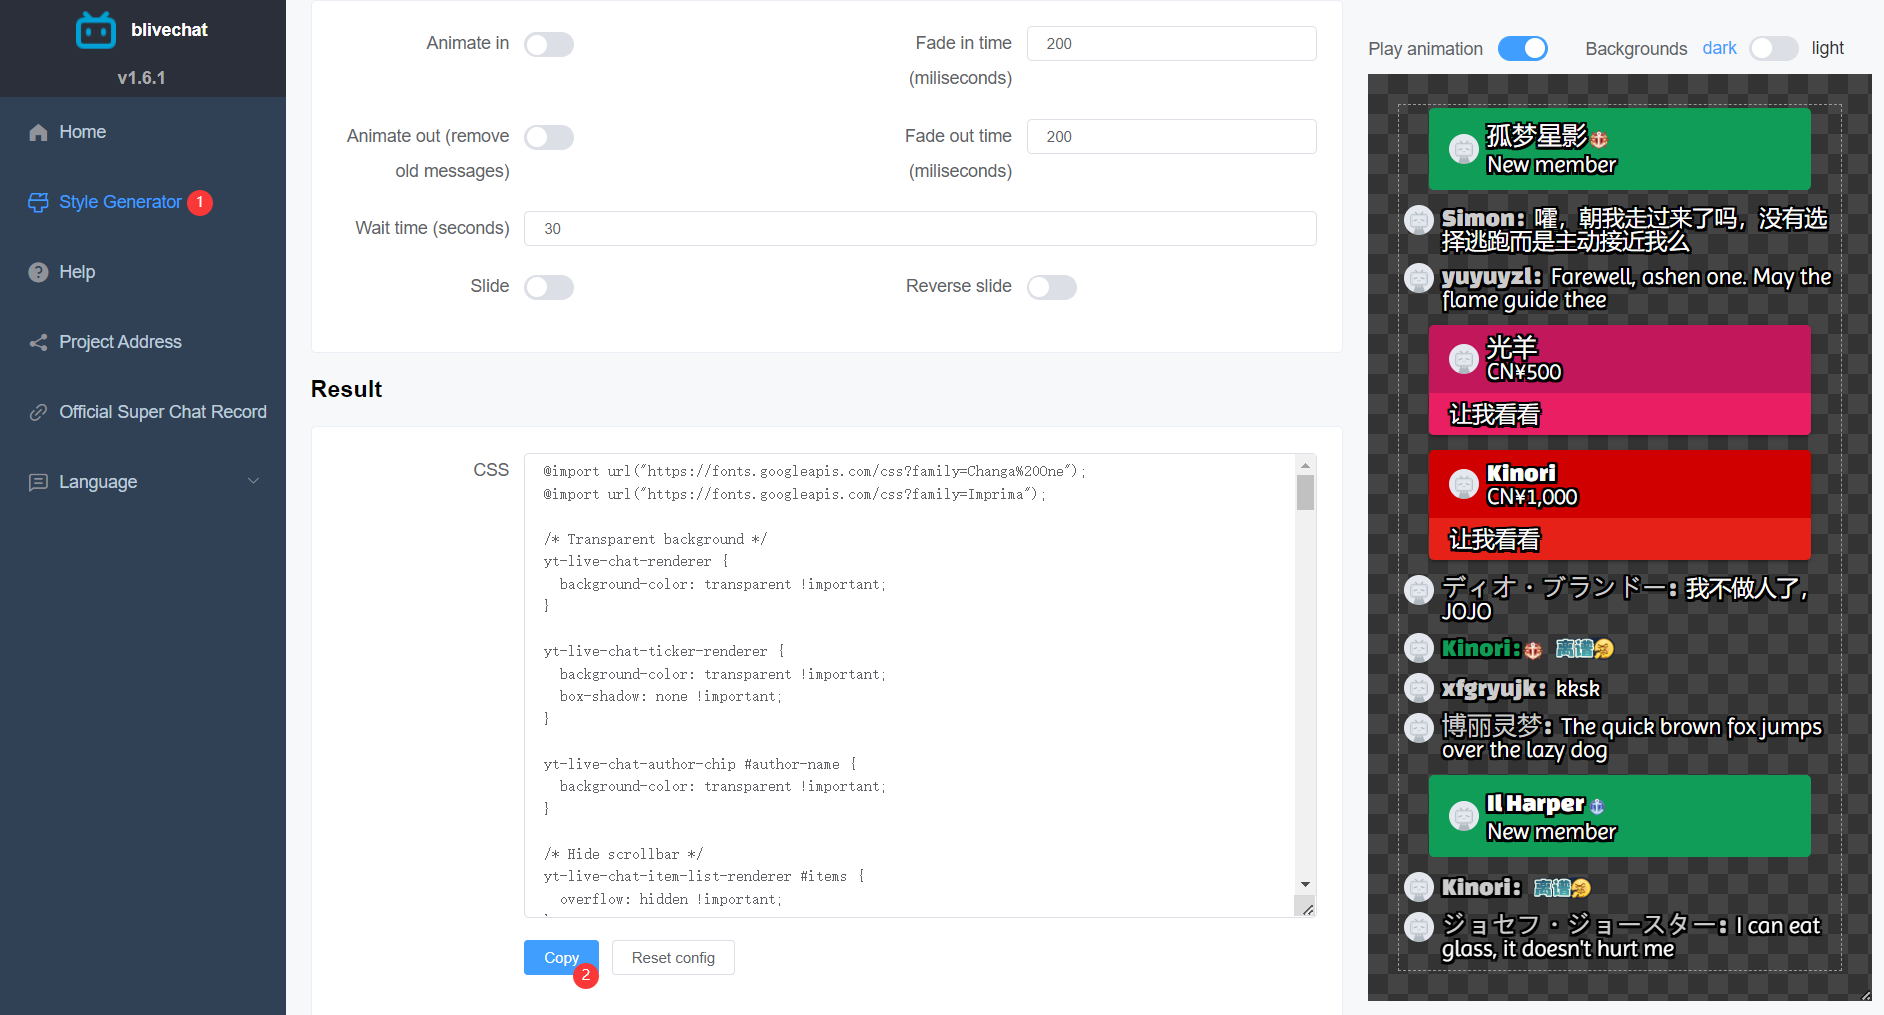 blivechat
v1.6.1
Home
Style Generator 1
Help
Project Address
Official Super Chat Record
Language
Animate in
Fade in time
(miliseconds)
200
Animate out (remove
old messages)
Fade out time
(miliseconds)
200
Wait time (seconds)
30
Slide
Reverse slide
Result
CSS
@import url("https://fonts.googleapis.com/css?family=Changa%20One");
@import url("https://fonts.googleapis.com/css?family=Imprima");
/* Transparent background */
yt-live-chat-renderer {
background-color: transparent !important;
}
yt-live-chat-ticker-renderer {
background-color: transparent !important;
box-shadow: none !important;
}
yt-live-chat-author-chip #author-name {
background-color: transparent !important;
}
/* Hide scrollbar */
yt-live-chat-item-list-renderer #items {
overflow: hidden !important;
Copy 2
Reset config
Play animation
Backgrounds dark light
孤梦星影
New member
Simon: 嚯，朝我走过来了吗，没有选
择逃跑而是主动接近我么
yuyuyzl: Farewell, ashen one. May the
flame guide thee
光羊
CN¥500
让我看看
Kinori
CN¥1,000
让我看看
ディオ・ブランドー: 我不做人了，
JOJO
Kinori: 离谱
xfgryujk: kksk
博丽灵梦: The quick brown fox jumps
over the lazy dog
Il Harper
New member
Kinori: 离谱
ジョセフ・ジョースター: I can eat
glass, it doesn't hurt me